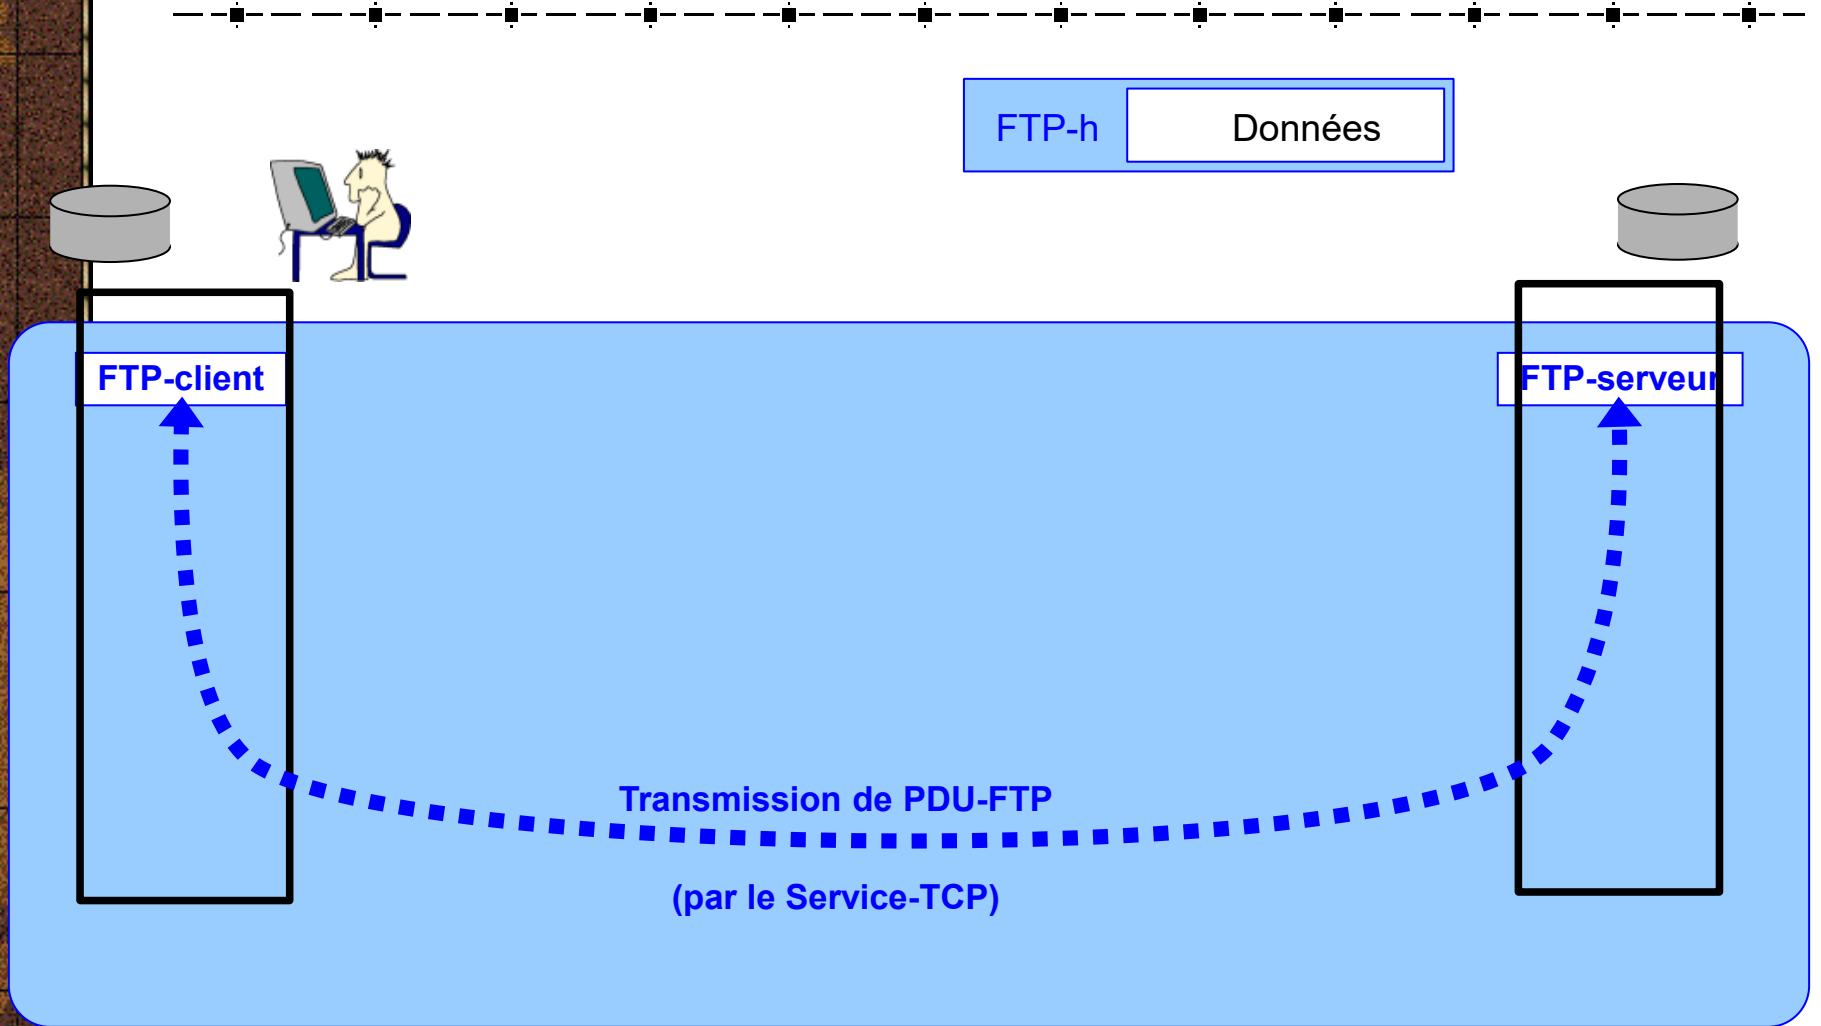 FTP-h
Données
FTP-client
FTP-serveur
Transmission de PDU-FTP
(par le Service-TCP)